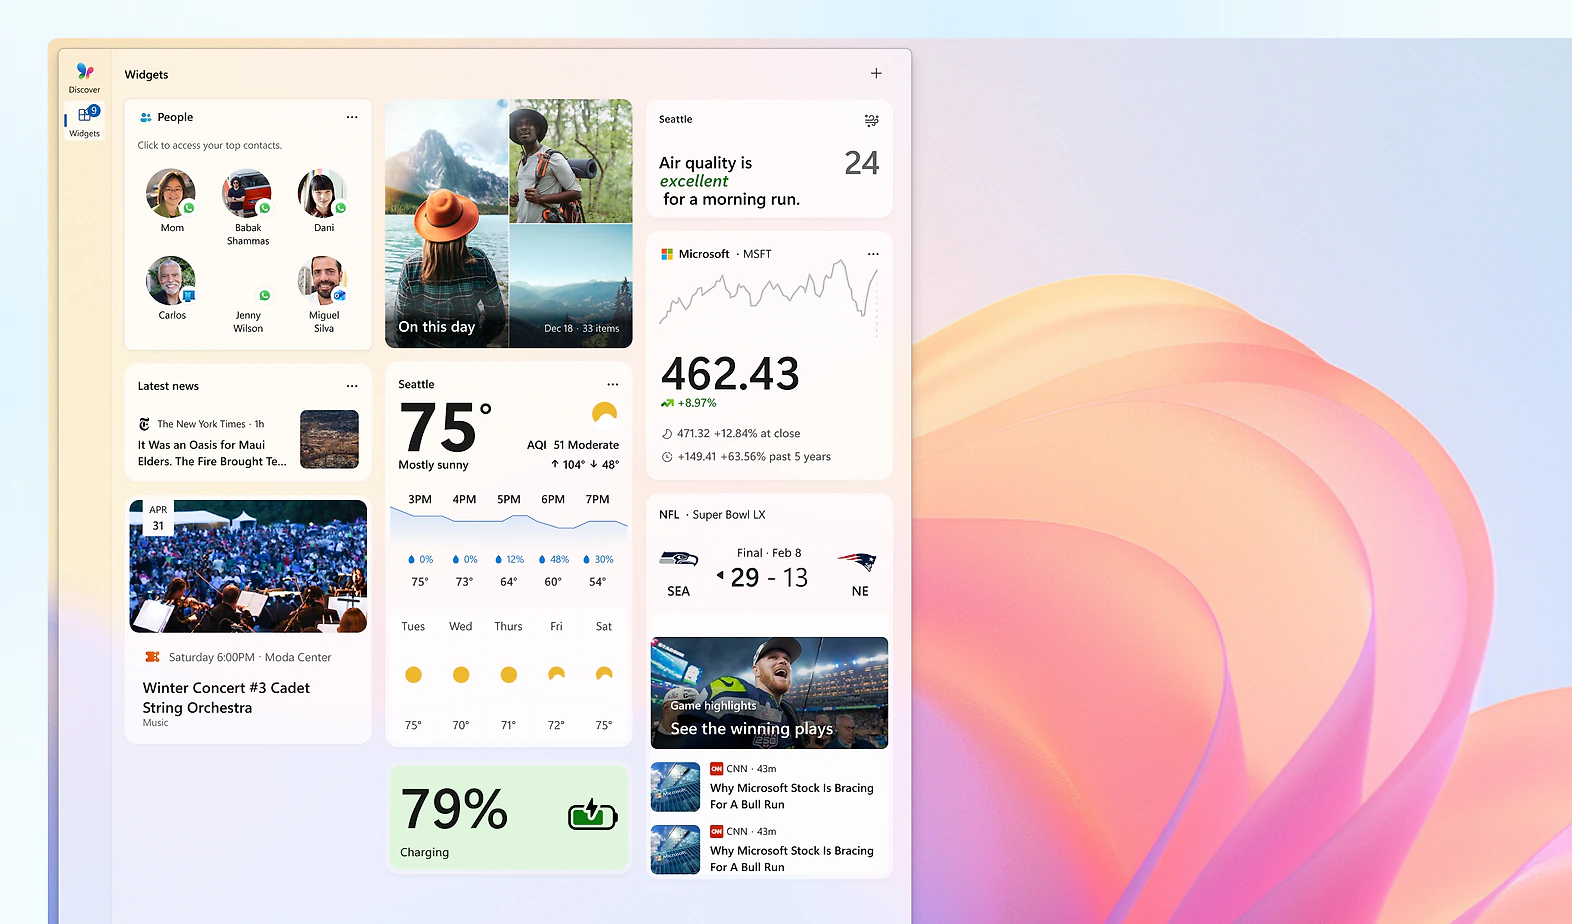 Discover
9
Widgets
Widgets
People
Click to access your top contacts.
Mom
Babak
Shammas
Dani
Carlos
Jenny
Wilson
Miguel
Silva
Latest news
The New York Times · 1h
It Was an Oasis for Maui
Elders. The Fire Brought Te...
APR
31
Saturday 6:00PM · Moda Center
Winter Concert #3 Cadet
String Orchestra
Music
On this day
Dec 18 · 33 items
Seattle
75°
AQI 51 Moderate
Mostly sunny
↑ 104° ↓ 48°
3PM 4PM 5PM 6PM 7PM
0% 0% 12% 48% 30%
75° 73° 64° 60° 54°
Tues Wed Thurs Fri Sat
75° 70° 71° 72° 75°
79%
Charging
Seattle
Air quality is
excellent
for a morning run.
24
Microsoft · MSFT
462.43
+8.97%
471.32 +12.84% at close
+149.41 +63.56% past 5 years
NFL · Super Bowl LX
Final · Feb 8
29 - 13
SEA
NE
Game highlights
See the winning plays
CNN CNN · 43m
Why Microsoft Stock Is Bracing
For A Bull Run
CNN CNN · 43m
Why Microsoft Stock Is Bracing
For A Bull Run